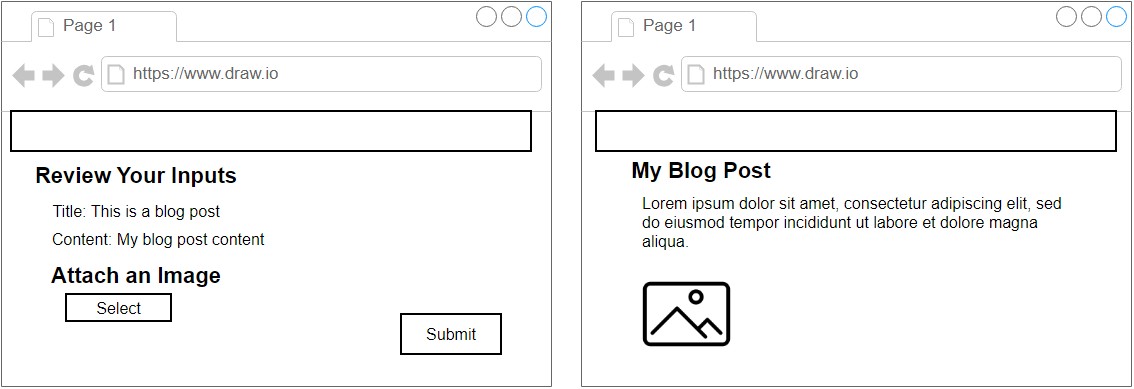 Page 1
https://www.draw.io
Review Your Inputs
Title: This is a blog post
Content: My blog post content
Attach an Image
Select
Submit
Page 1
https://www.draw.io
My Blog Post
Lorem ipsum dolor sit amet, consectetur adipiscing elit, sed
do eiusmod tempor incididunt ut labore et dolore magna
aliqua.